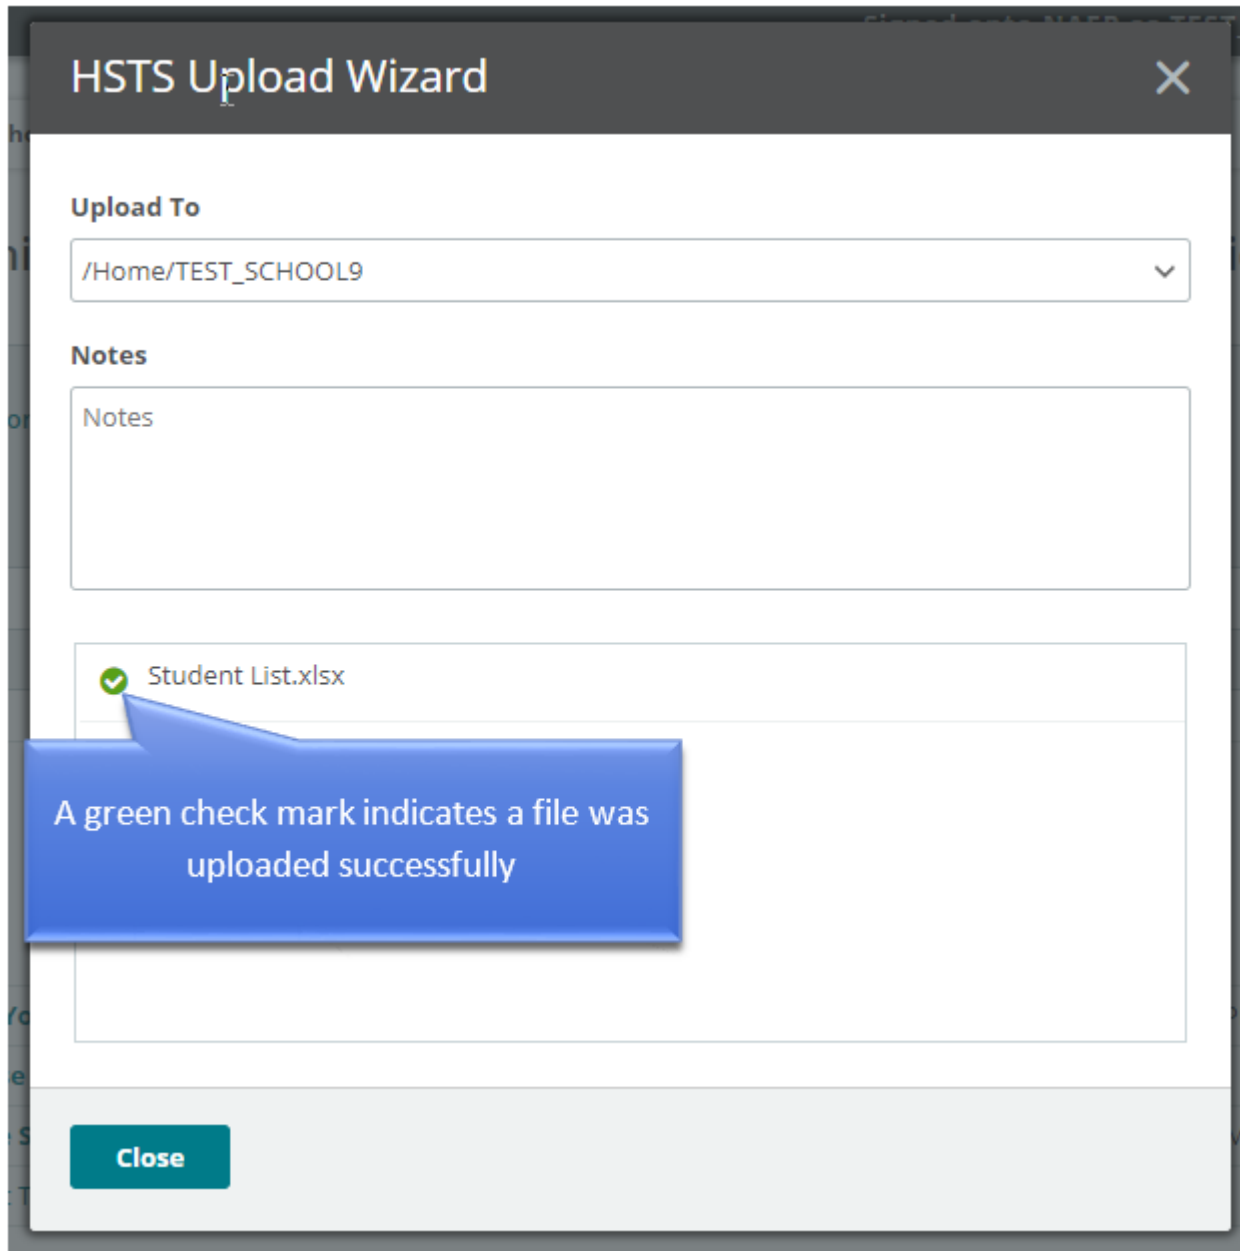 HSTS Upload Wizard
Upload To
/Home/TEST_SCHOOL9
Notes
Notes
Student List.xlsx
A green check mark indicates a file was
uploaded successfully
Close